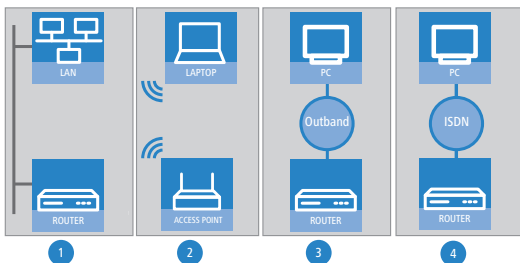 LAN
LAPTOP
PC
PC
Outband
ISDN
ROUTER
ACCESS POINT
ROUTER
ROUTER
1
2
3
4